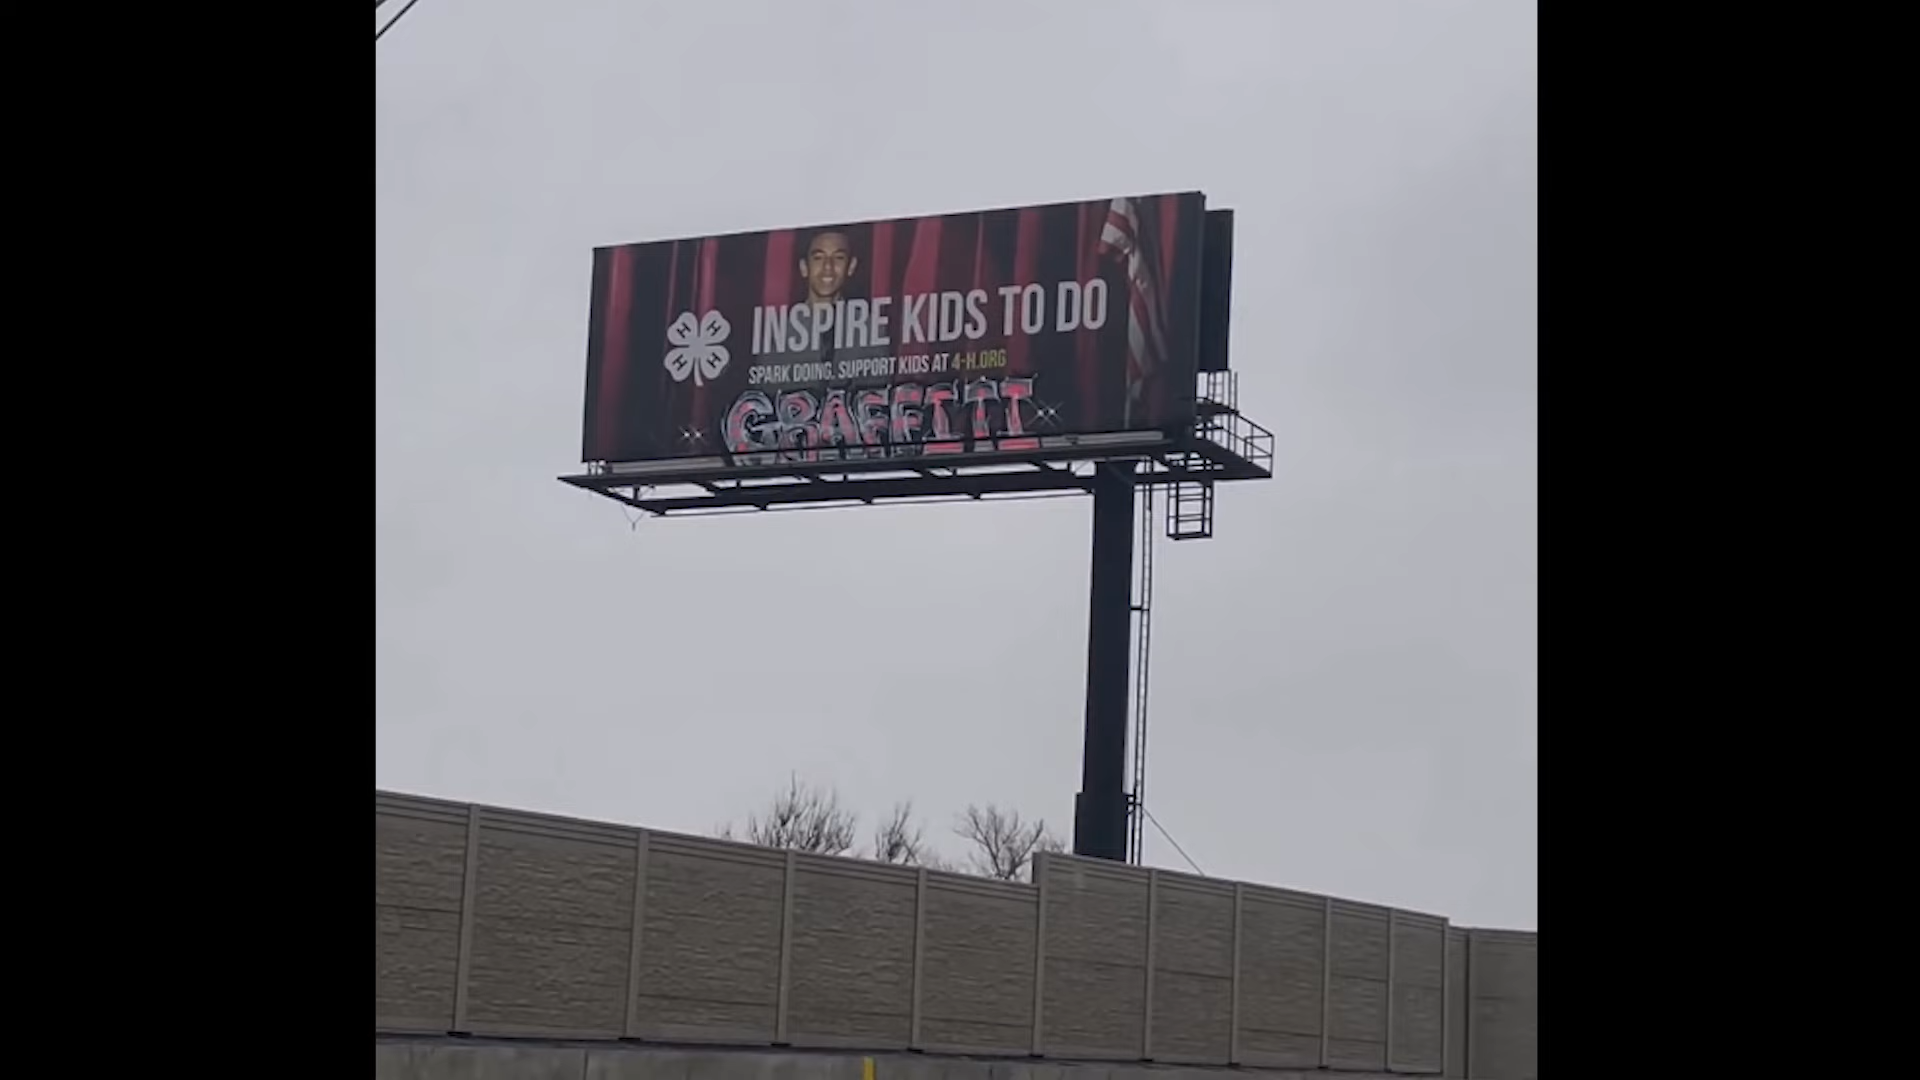 INSPIRE KIDS TO DO
H H
H H
SPARK DOING. SUPPORT KIDS AT 4-H.ORG
GRAFFITI